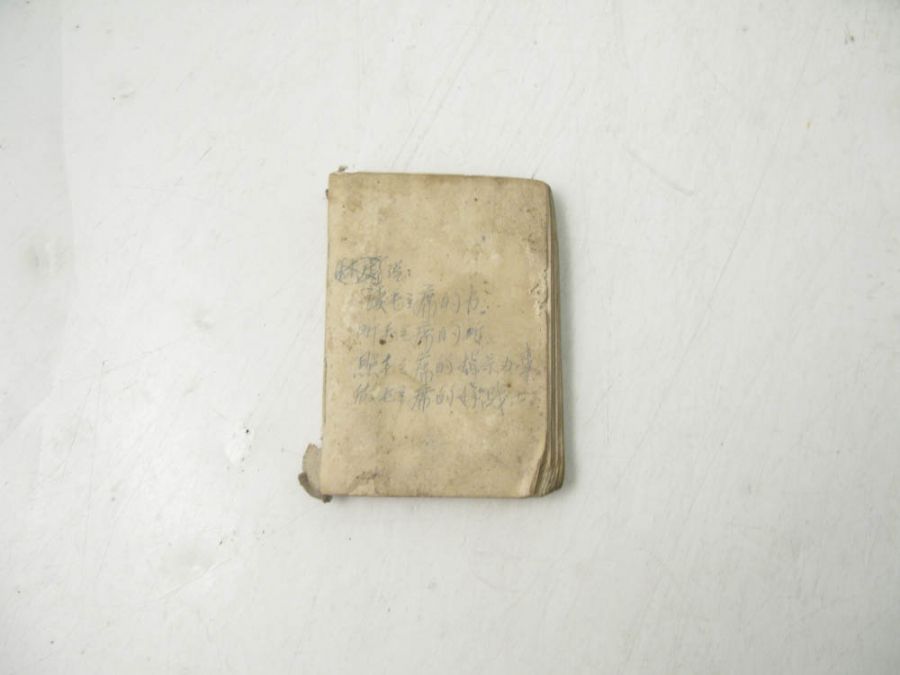 林彪说：
读毛主席的书
听毛主席的话
照毛主席的指示办事
做毛主席的好战士